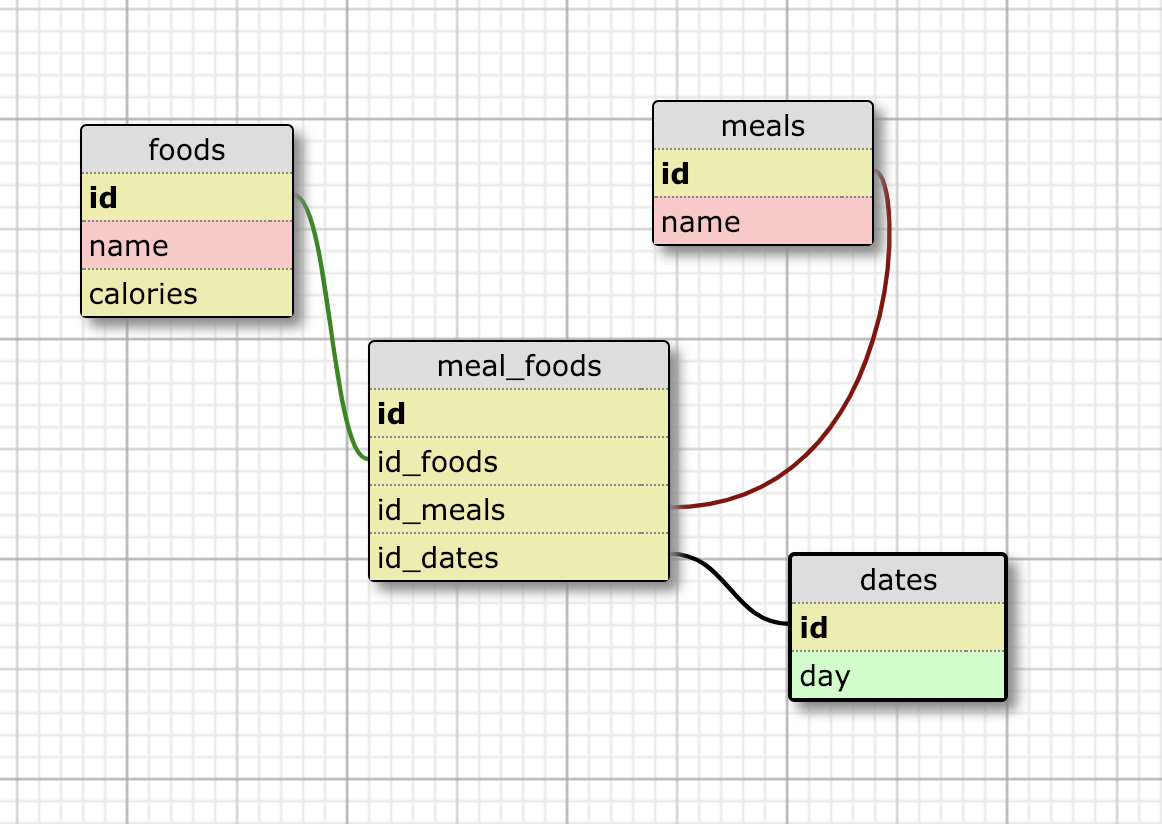 foods
id
name
calories
meals
id
name
meal_foods
id
id_foods
id_meals
id_dates
dates
id
day